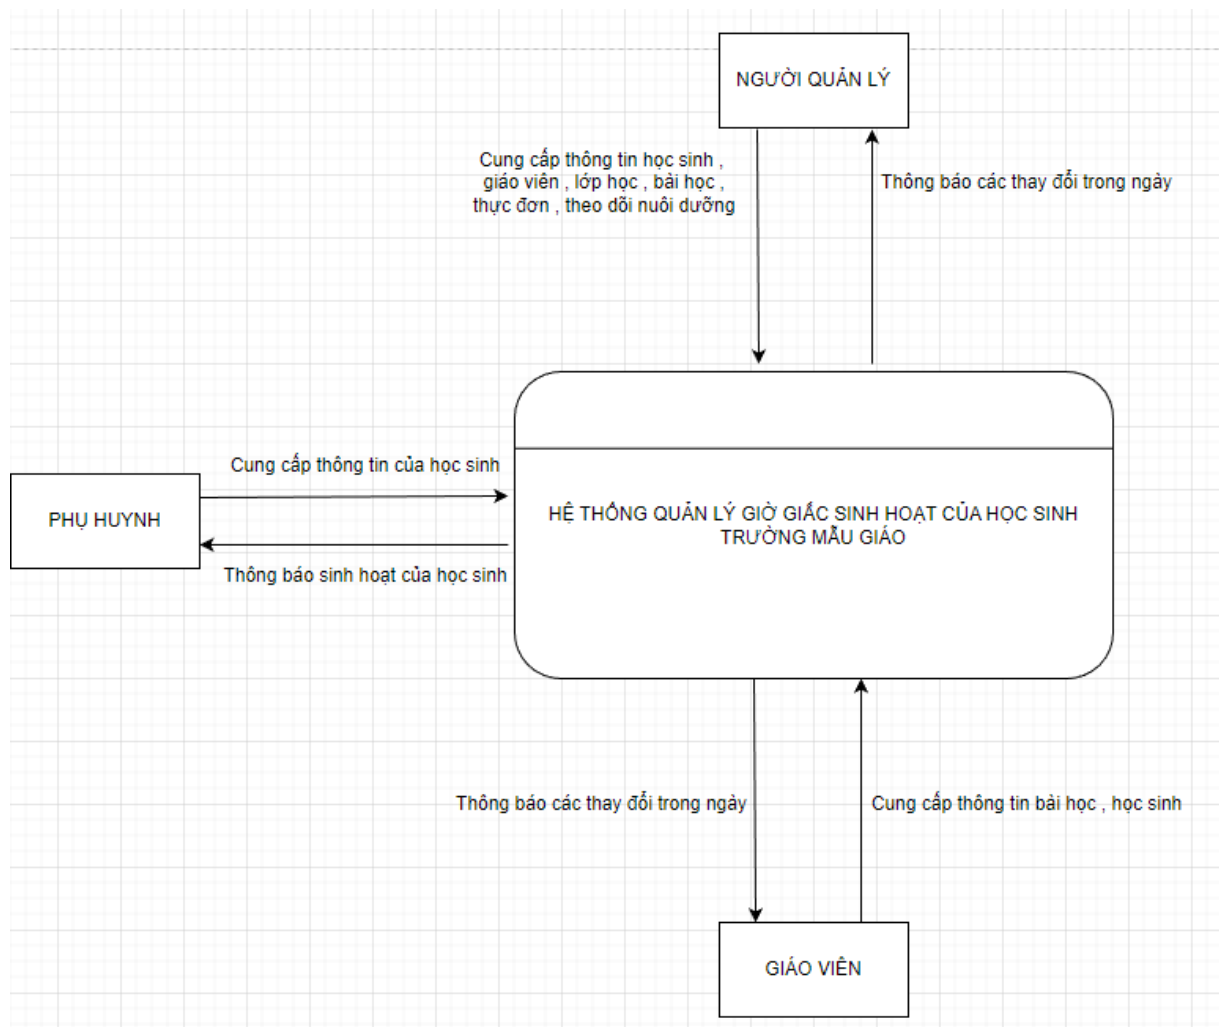 NGƯỜI QUẢN LÝ
Cung cấp thông tin học sinh ,
giáo viên , lớp học , bài học ,
thực đơn , theo dõi nuôi dưỡng
Thông báo các thay đổi trong ngày
Cung cấp thông tin của học sinh
PHỤ HUYNH
Thông báo sinh hoạt của học sinh
HỆ THỐNG QUẢN LÝ GIỜ GIẤC SINH HOẠT CỦA HỌC SINH
TRƯỜNG MẪU GIÁO
Thông báo các thay đổi trong ngày
Cung cấp thông tin bài học , học sinh
GIÁO VIÊN